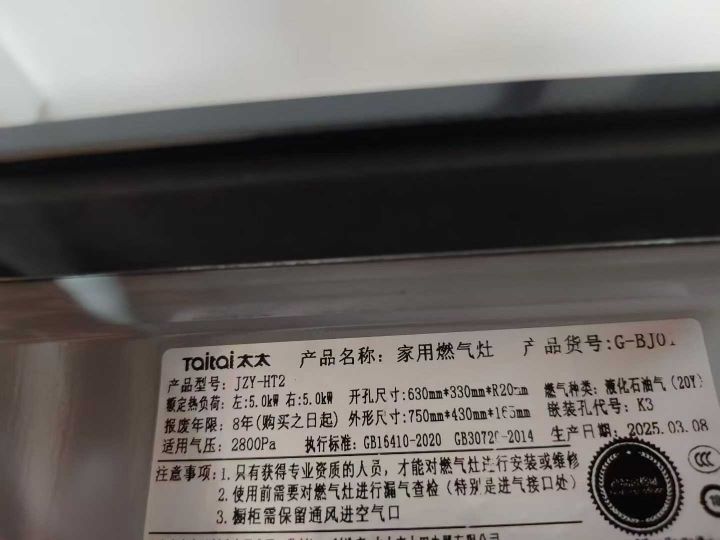 Taitai 太太 产品名称: 家用燃气灶 产品货号:G-BJ01
产品型号: JZY-HT2
额定热负荷: 左:5.0kW 右:5.0kW 开孔尺寸:630mm*330mm*R20mm 燃气种类: 液化石油气(20Y)
报废年限: 8年(购买之日起) 外形尺寸:750mm*430mm*165mm 嵌装孔代号: K3
适用气压: 2800Pa 执行标准: GB16410-2020 GB30720-2014 生产日期: 2025.03.08
注意事项: 1.只有获得专业资质的人员, 才能对燃气灶进行安装或维修
2.使用前需要对燃气灶进行漏气查检(特别是进气接口处)
3.橱柜需保留通风进空气口
CCC